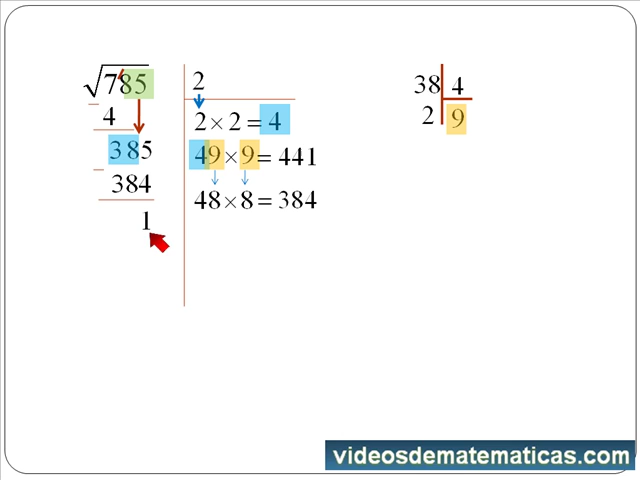 √785 2
4 2 × 2 = 4
385 49 × 9 = 441
384 48 × 8 = 384
1
38 4
2 9
videosdematematicas.com